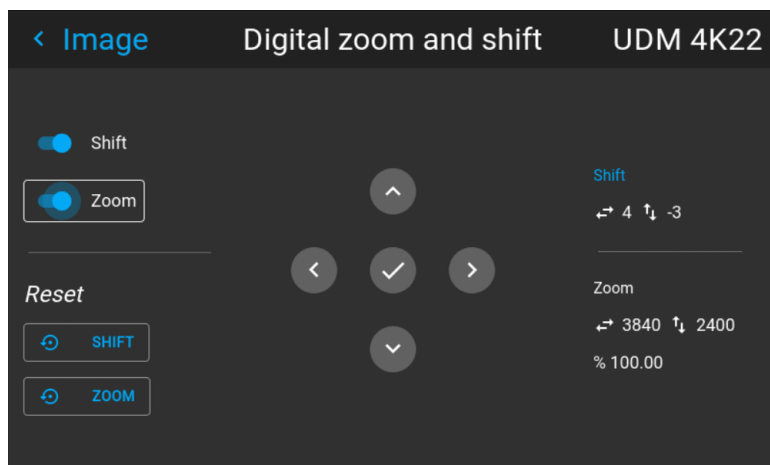 Image
Digital zoom and shift
UDM 4K22
Shift
Zoom
Reset
SHIFT
ZOOM
Shift
4 -3
Zoom
3840 2400
% 100.00